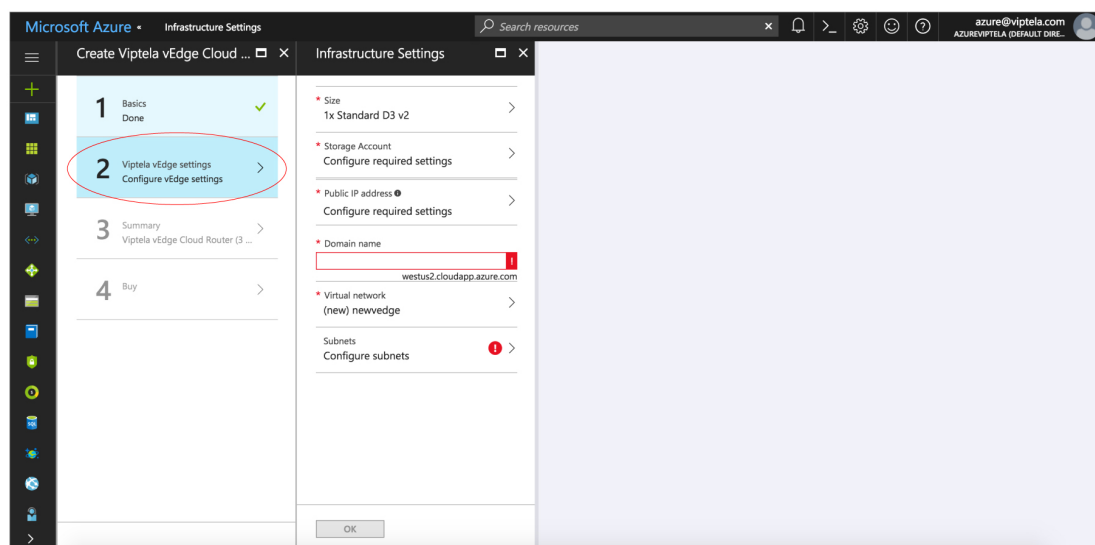 Microsoft Azure « Infrastructure Settings
Search resources
azure@viptela.com
AZUREVIPTELA (DEFAULT DIRE...
Create Viptela vEdge Cloud ...
1 Basics
Done
2 Viptela vEdge settings
Configure vEdge settings
3 Summary
Viptela vEdge Cloud Router (3 ...
4 Buy
Infrastructure Settings
* Size
1x Standard D3 v2
* Storage Account
Configure required settings
* Public IP address
Configure required settings
* Domain name
westus2.cloudapp.azure.com
* Virtual network
(new) newvedge
Subnets
Configure subnets
OK